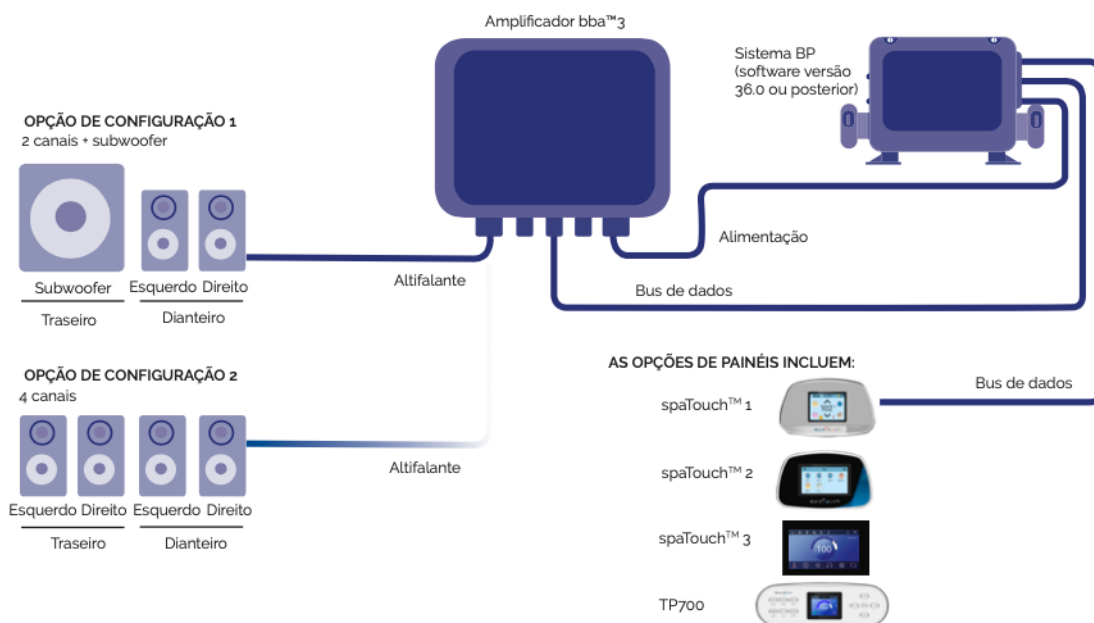 Amplificador bba™3
Sistema BP
(software versão
36.0 ou posterior)
OPÇÃO DE CONFIGURAÇÃO 1
2 canais + subwoofer
Subwoofer
Esquerdo Direito
Traseiro
Dianteiro
Altifalante
Alimentação
Bus de dados
OPÇÃO DE CONFIGURAÇÃO 2
4 canais
Esquerdo Direito
Esquerdo Direito
Traseiro
Dianteiro
Altifalante
AS OPÇÕES DE PAINÉIS INCLUEM:
spaTouch™ 1
102
Bus de dados
spaTouch™ 2
spaTouch™ 3
100
TP700